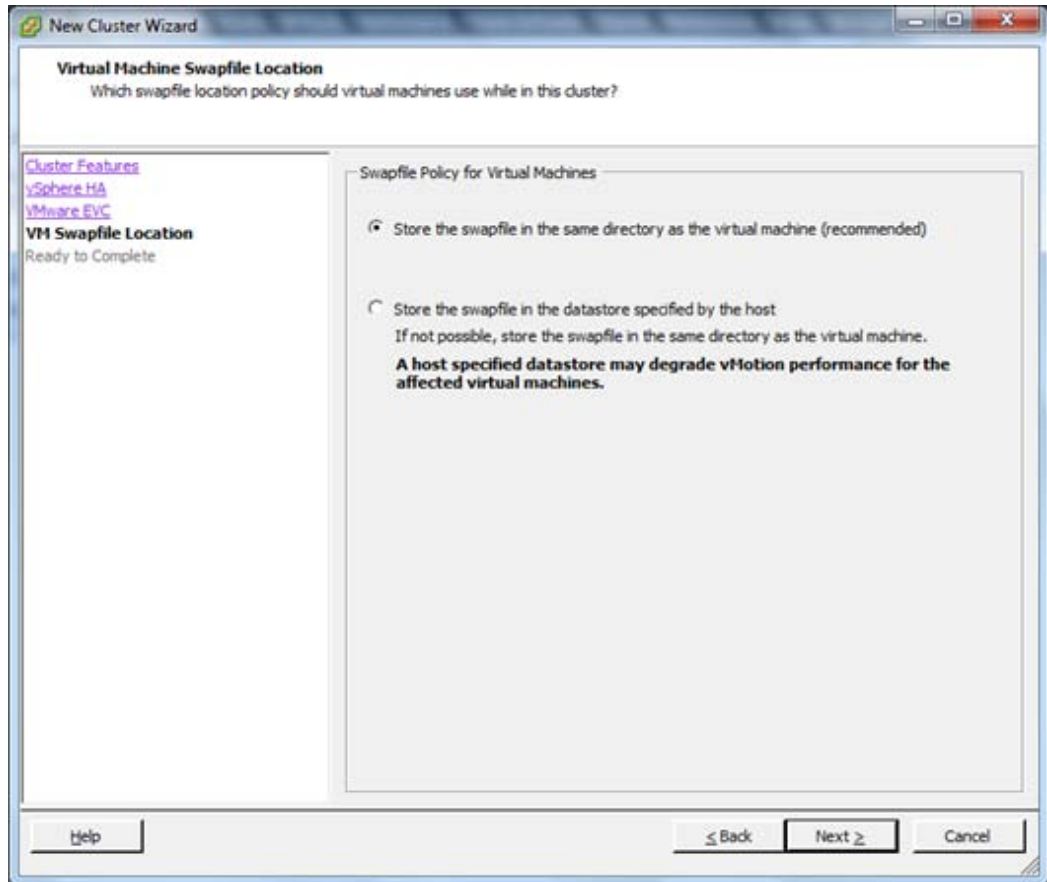 New Cluster Wizard
Virtual Machine Swapfile Location
Which swapfile location policy should virtual machines use while in this cluster?
Cluster Features
vSphere HA
VMware EVC
VM Swapfile Location
Ready to Complete
Swapfile Policy for Virtual Machines
Store the swapfile in the same directory as the virtual machine (recommended)
Store the swapfile in the datastore specified by the host
If not possible, store the swapfile in the same directory as the virtual machine.
A host specified datastore may degrade vMotion performance for the
affected virtual machines.
Help
< Back
Next >
Cancel